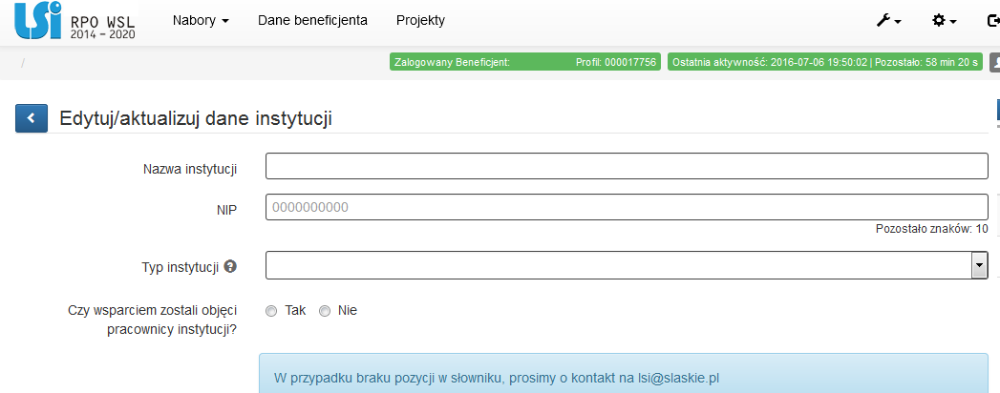 LSi RPO WSL
2014 – 2020
Nabory Dane beneficjenta Projekty
/
Zalogowany Beneficjent: Profil: 000017756 Ostatnia aktywność: 2016-07-06 19:50:02 | Pozostało: 58 min 20 s
Edytuj/aktualizuj dane instytucji
Nazwa instytucji
NIP 0000000000
Pozostało znaków: 10
Typ instytucji ?
Czy wsparciem zostali objęci Tak Nie
pracownicy instytucji?
W przypadku braku pozycji w słowniku, prosimy o kontakt na lsi@slaskie.pl